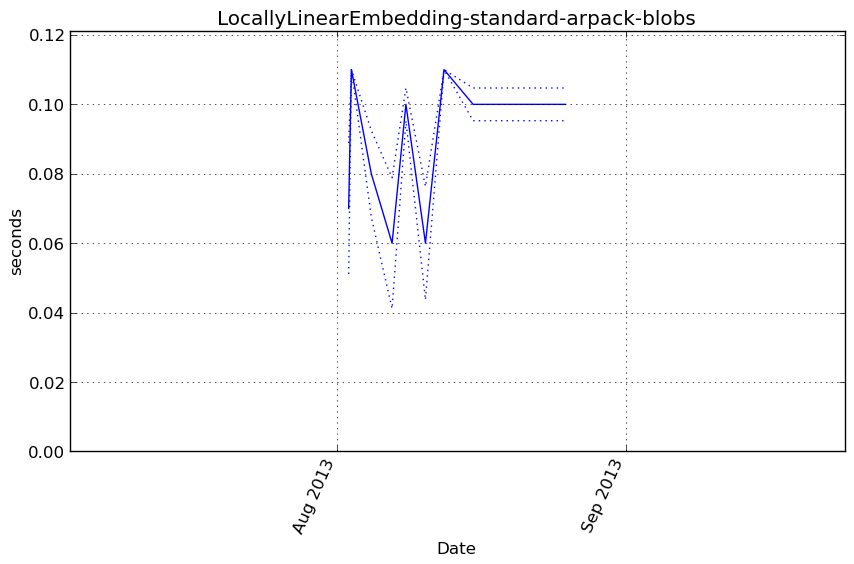 LocallyLinearEmbedding-standard-arpack-blobs
0.12
0.10
0.08
0.06
0.04
0.02
0.00
seconds
Aug 2013
Sep 2013
Date